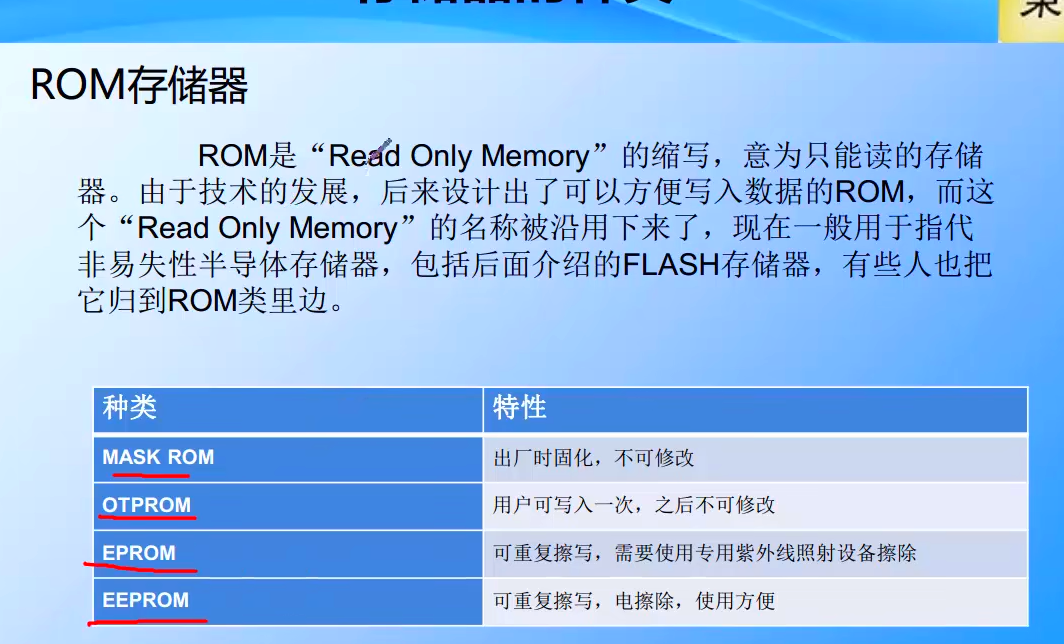 ROM存储器
ROM是“Read Only Memory”的缩写，意为只能读的存储
器。由于技术的发展，后来设计出了可以方便写入数据的ROM，而这
个“Read Only Memory”的名称被沿用下来了，现在一般用于指代
非易失性半导体存储器，包括后面介绍的FLASH存储器，有些人也把
它归到ROM类里边。
种类 特性
MASK ROM 出厂时固化，不可修改
OTPROM 用户可写入一次，之后不可修改
EPROM 可重复擦写，需要使用专用紫外线照射设备擦除
EEPROM 可重复擦写，电擦除，使用方便